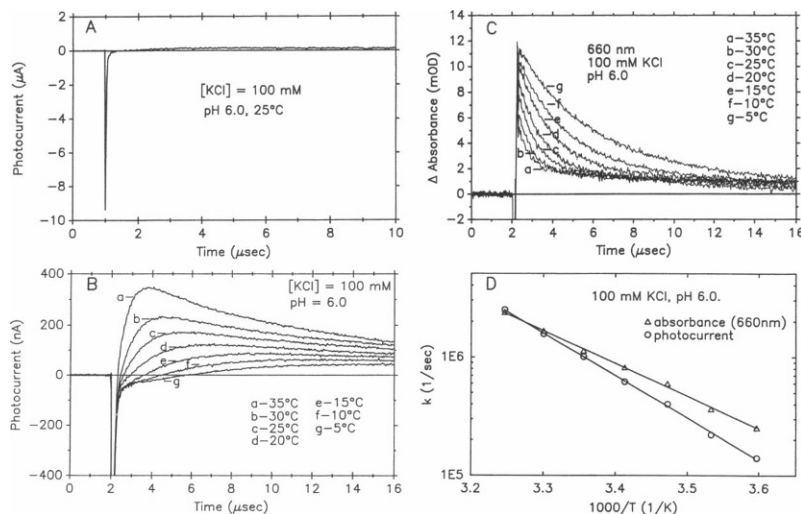 A
[KCl] = 100 mM
pH 6.0, 25°C
Photocurrent (μA)
2
0
−2
−4
−6
−8
−10
0
2
4
6
8
10
Time (μsec)
B
[KCl] = 100 mM
pH = 6.0
a
b
c
d
e
f
g
a−35°C e−15°C
b−30°C f−10°C
c−25°C g−5°C
d−20°C
Photocurrent (nA)
400
200
0
−200
−400
0
2
4
6
8
10
12
14
16
Time (μsec)
C
660 nm
100 mM KCl
pH 6.0
a−35°C
b−30°C
c−25°C
d−20°C
e−15°C
f−10°C
g−5°C
g
f
e
d
c
b
a
Δ Absorbance (mOD)
14
12
10
8
6
4
2
0
−2
0
2
4
6
8
10
12
14
16
Time (μsec)
D
100 mM KCl, pH 6.0.
absorbance (660nm)
photocurrent
k (1/sec)
1E6
1E5
3.2
3.3
3.4
3.5
3.6
1000/T (1/K)